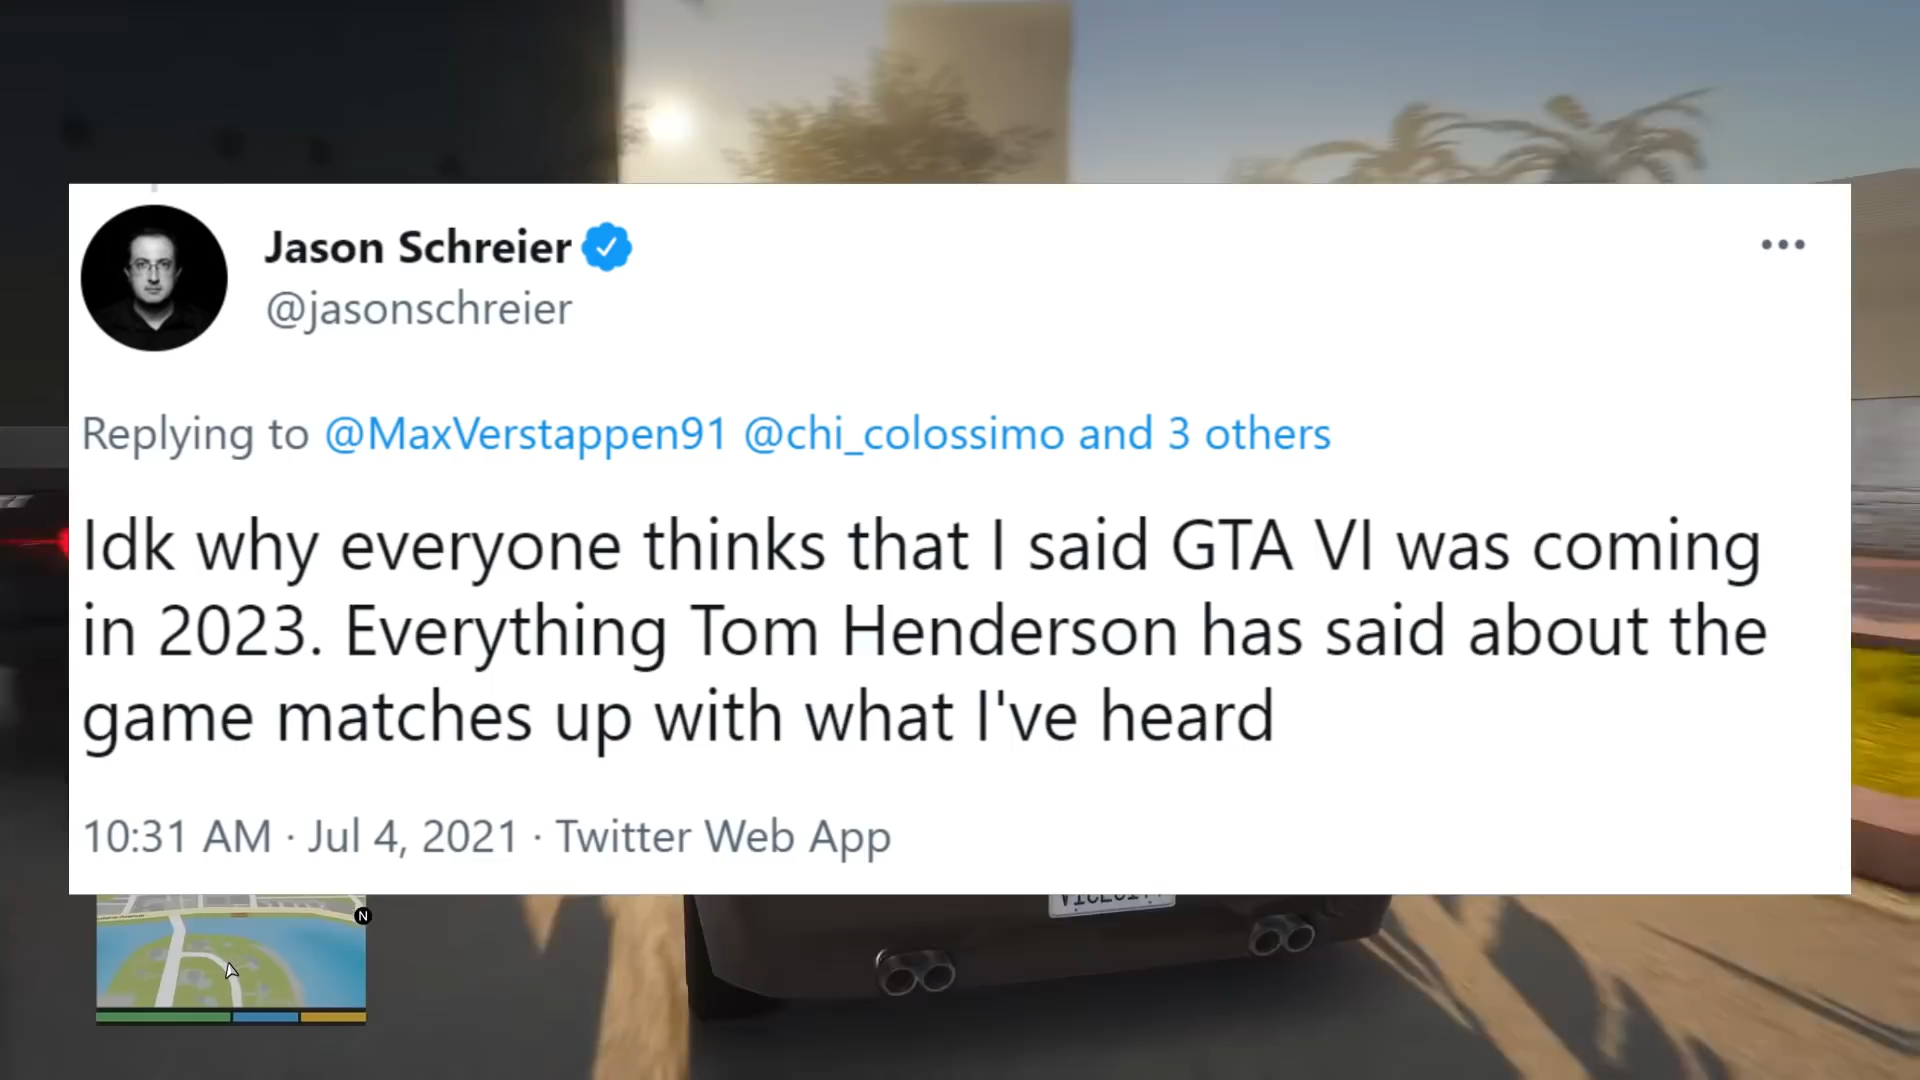 Jason Schreier
@jasonschreier
Replying to @MaxVerstappen91 @chi_colossimo and 3 others
Idk why everyone thinks that I said GTA VI was coming
in 2023. Everything Tom Henderson has said about the
game matches up with what I've heard
10:31 AM · Jul 4, 2021 · Twitter Web App
N